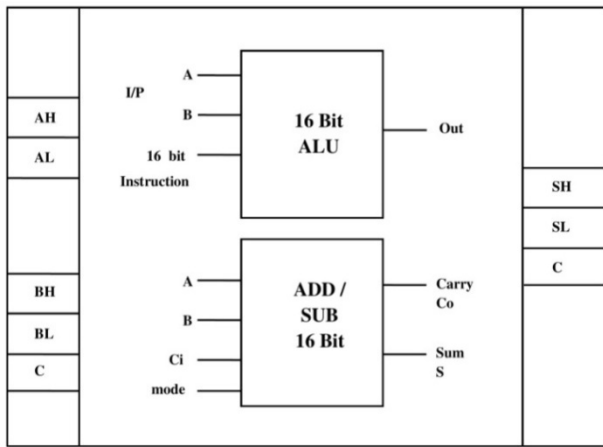 AH
AL
BH
BL
C
I/P
A
B
16 bit
Instruction
16 Bit
ALU
Out
A
B
Ci
mode
ADD /
SUB
16 Bit
Carry
Co
Sum
S
SH
SL
C